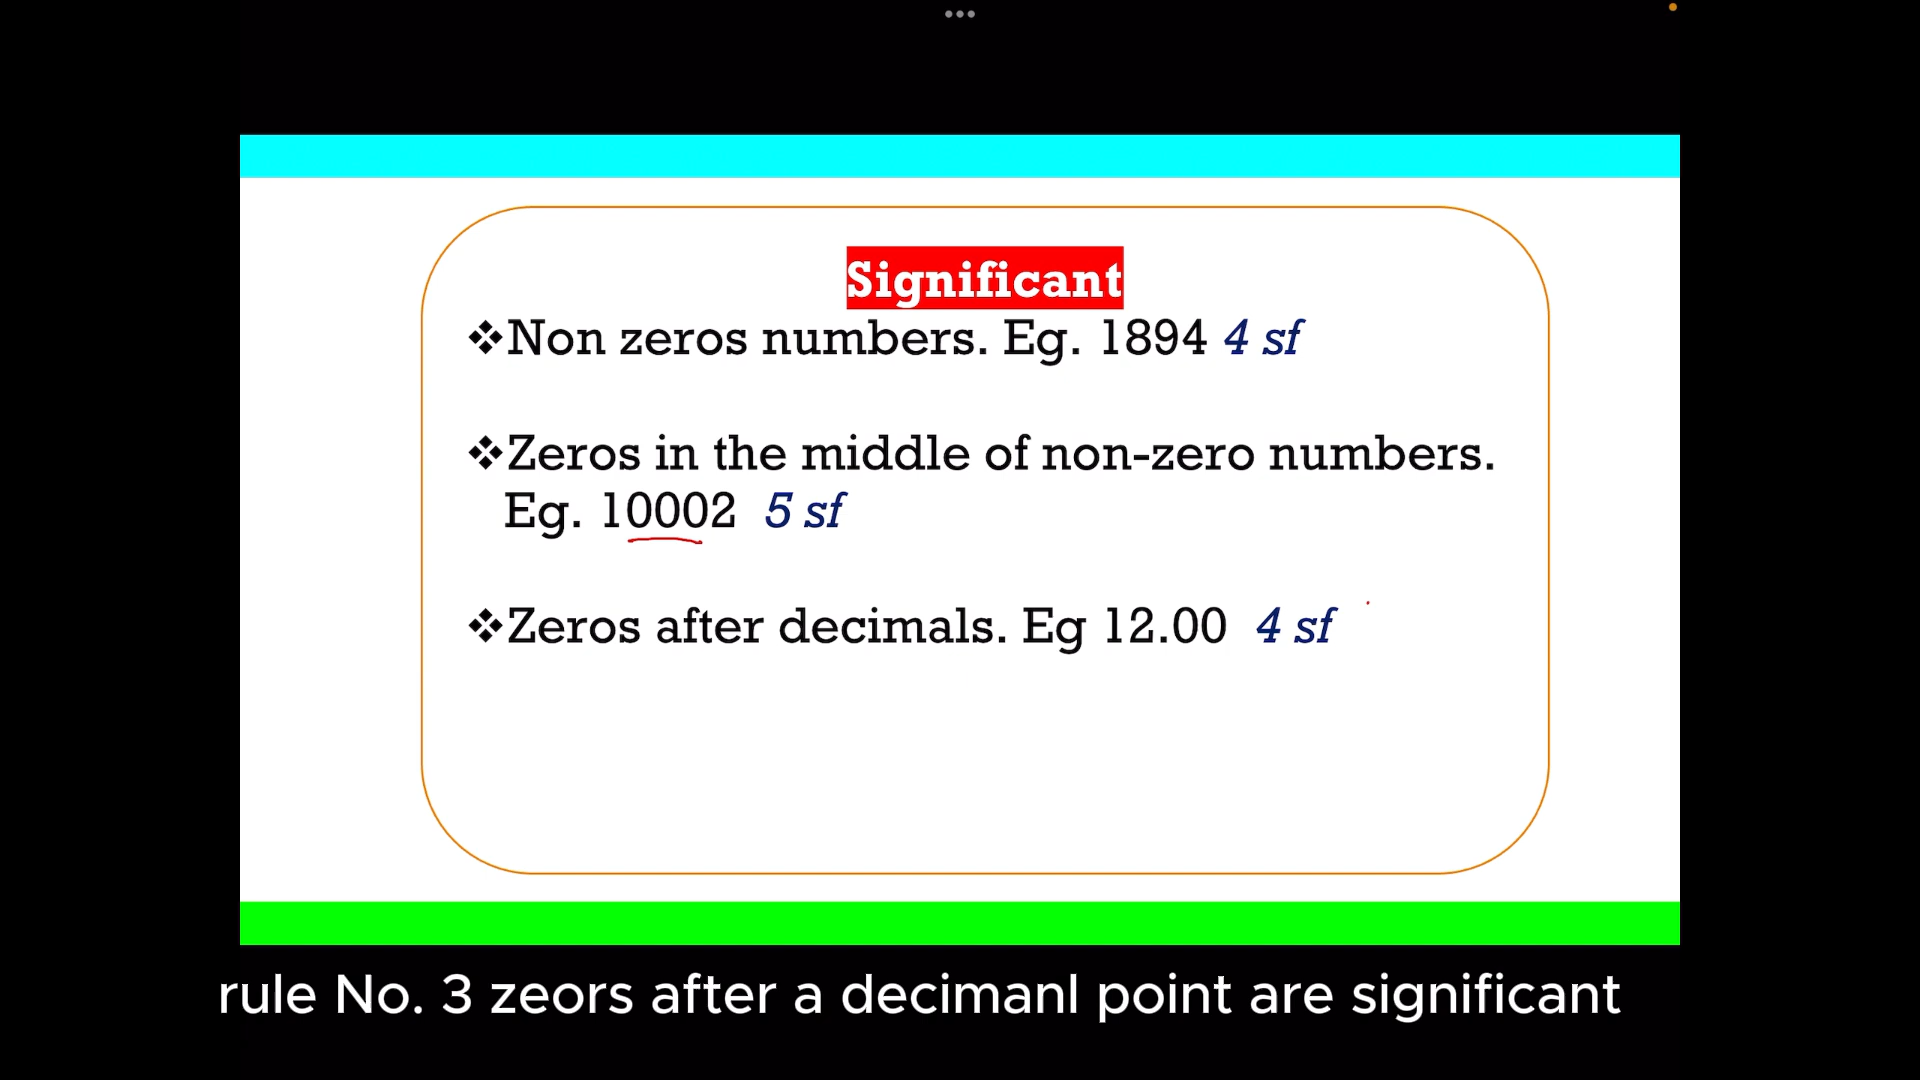 Significant
❖Non zeros numbers. Eg. 1894 4 sf
❖Zeros in the middle of non-zero numbers.
Eg. 10002 5 sf
❖Zeros after decimals. Eg 12.00 4 sf
rule No. 3 zeors after a decimanl point are significant